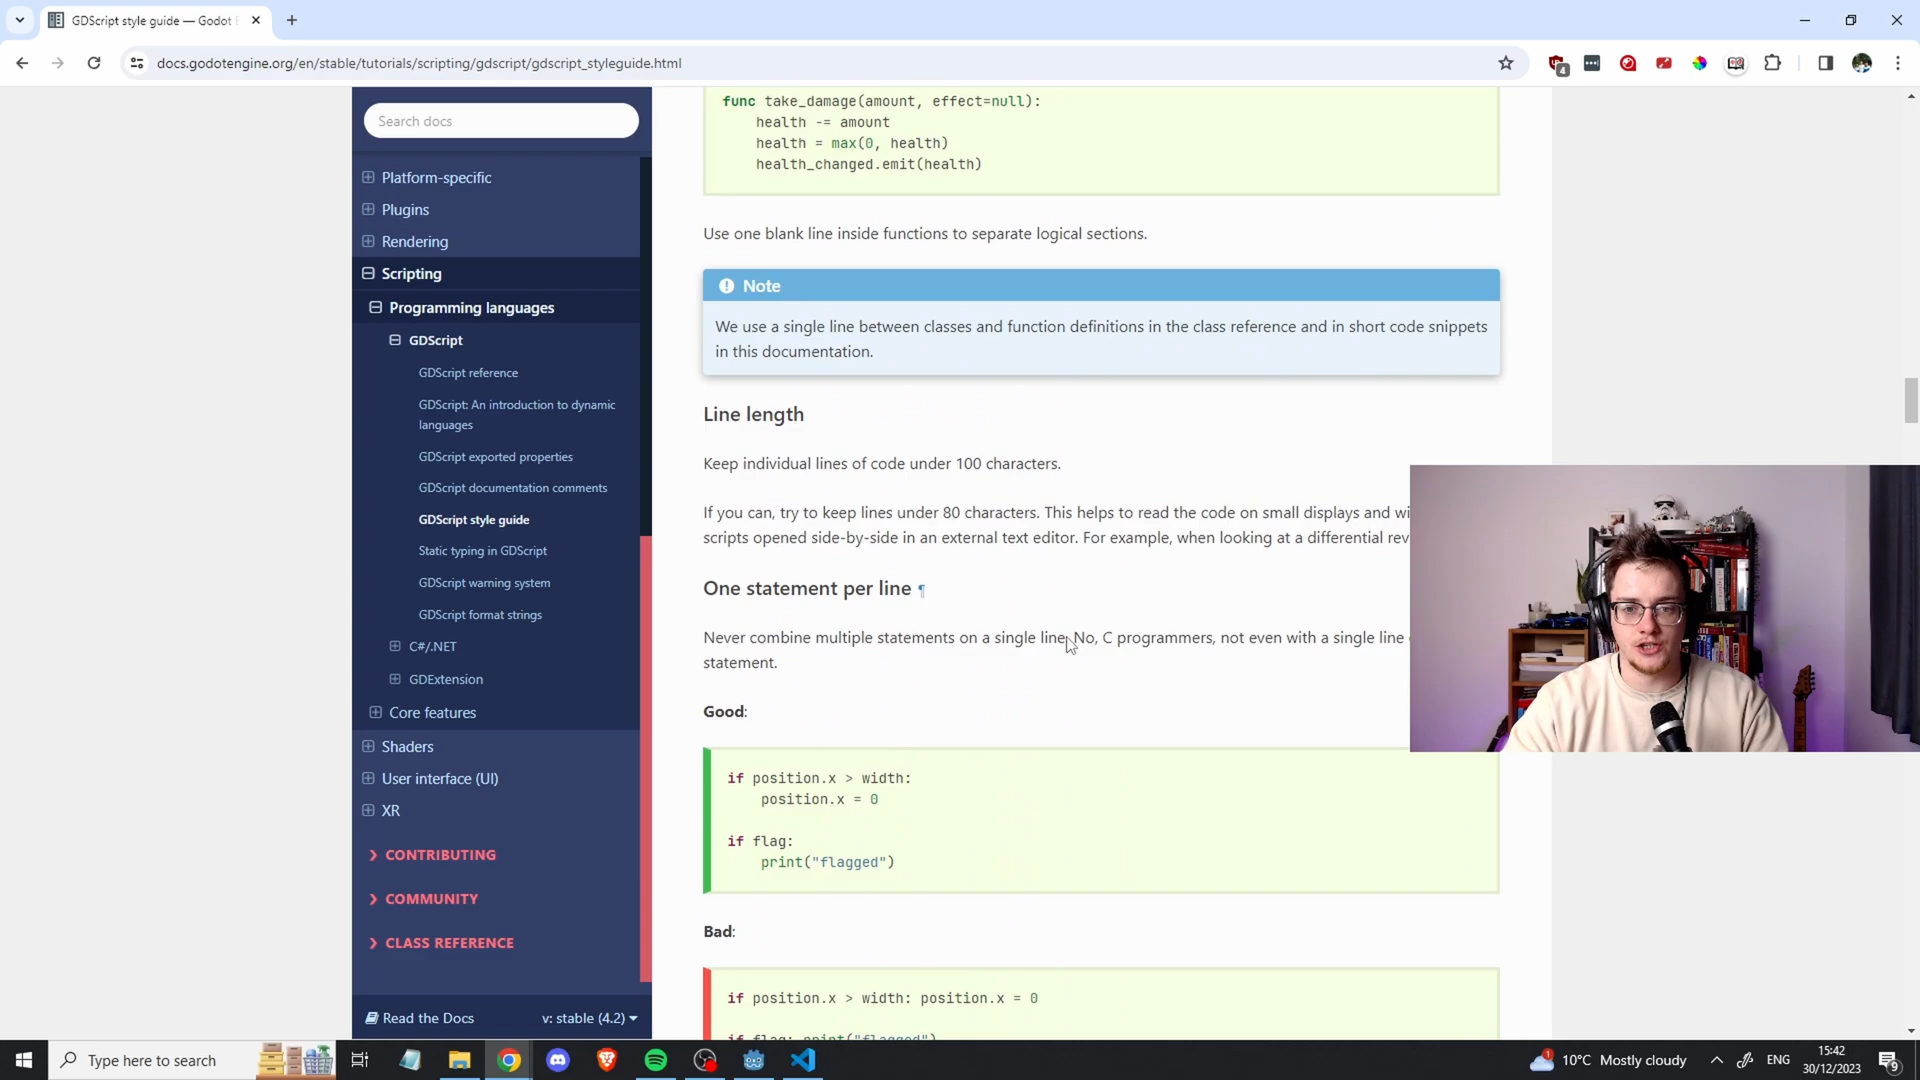 GDScript style guide — Godot E
docs.godotengine.org/en/stable/tutorials/scripting/gdscript/gdscript_styleguide.html
4
Search docs
Platform-specific
Plugins
Rendering
Scripting
Programming languages
GDScript
GDScript reference
GDScript: An introduction to dynamic
languages
GDScript exported properties
GDScript documentation comments
GDScript style guide
Static typing in GDScript
GDScript warning system
GDScript format strings
C#/.NET
GDExtension
Core features
Shaders
User interface (UI)
XR
CONTRIBUTING
COMMUNITY
CLASS REFERENCE
Read the Docs
v: stable (4.2)
func take_damage(amount, effect=null):
health -= amount
health = max(0, health)
health_changed.emit(health)
Use one blank line inside functions to separate logical sections.
Note
We use a single line between classes and function definitions in the class reference and in short code snippets
in this documentation.
Line length
Keep individual lines of code under 100 characters.
If you can, try to keep lines under 80 characters. This helps to read the code on small displays and wi
scripts opened side-by-side in an external text editor. For example, when looking at a differential rev
One statement per line ¶
Never combine multiple statements on a single line. No, C programmers, not even with a single line
statement.
Good:
if position.x > width:
position.x = 0
if flag:
print("flagged")
Bad:
if position.x > width: position.x = 0
if flag: print("flagged")
Type here to search
1
10°C Mostly cloudy
ENG
15:42
30/12/2023
9